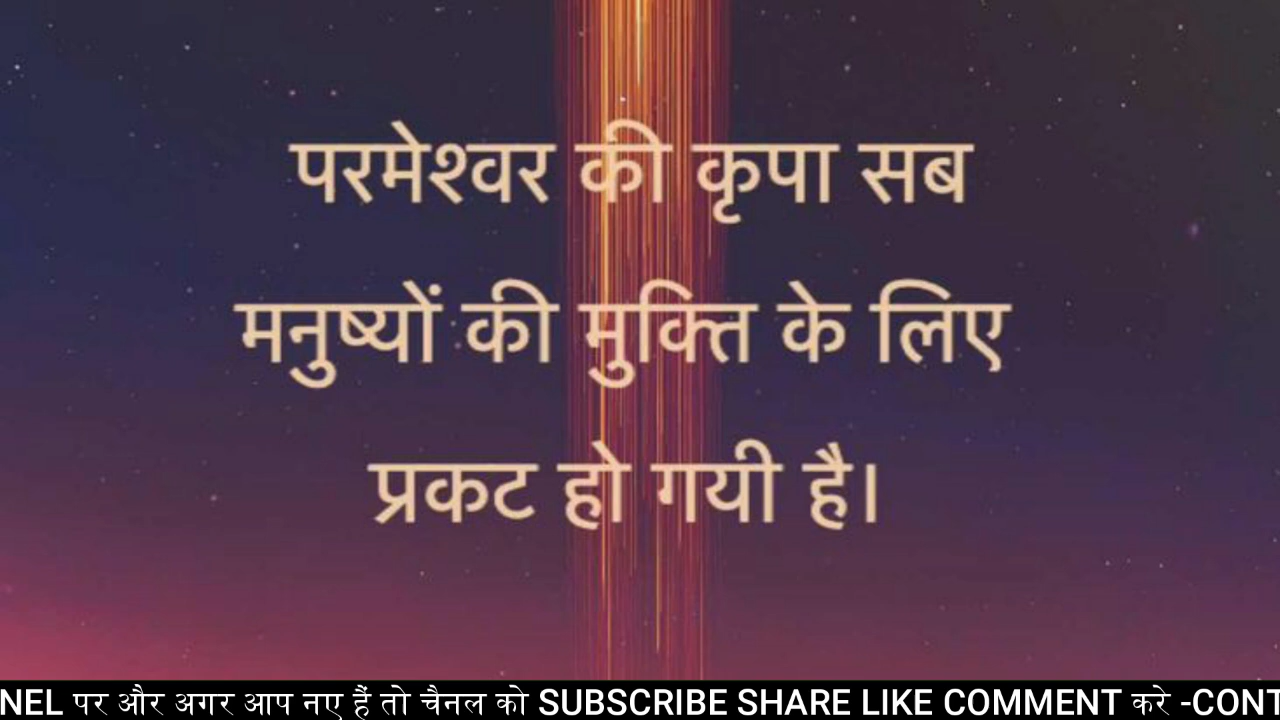 परमेश्वर की कृपा सब
मनुष्यों की मुक्ति के लिए
प्रकट हो गयी है।
NEL पर और अगर आप नए हैं तो चैनल को SUBSCRIBE SHARE LIKE COMMENT करे -CONT